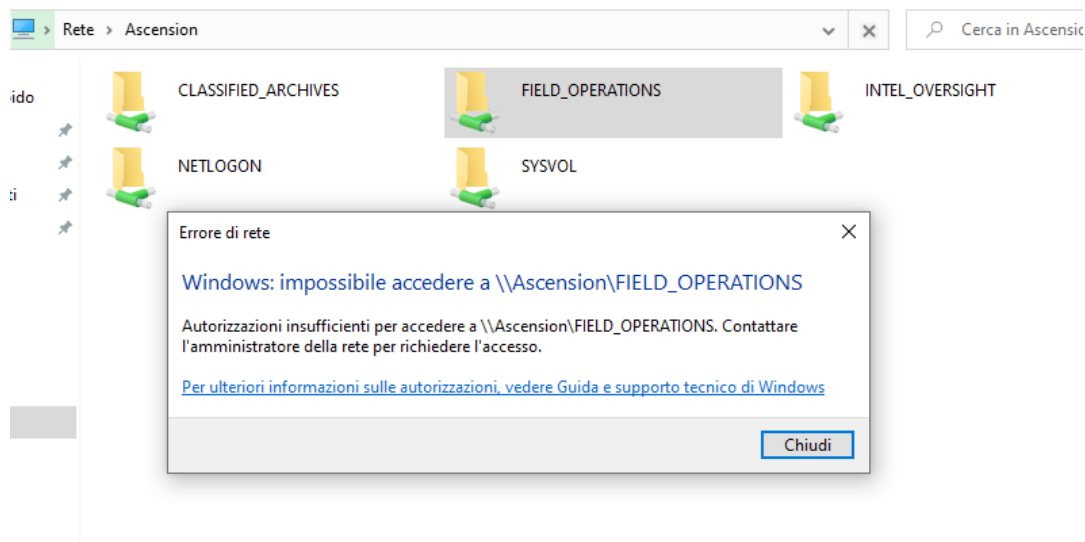 Rete > Ascension
Cerca in Ascensic
ido
ti
CLASSIFIED_ARCHIVES
FIELD_OPERATIONS
INTEL_OVERSIGHT
NETLOGON
SYSVOL
Errore di rete
Windows: impossibile accedere a \\Ascension\FIELD_OPERATIONS
Autorizzazioni insufficienti per accedere a \\Ascension\FIELD_OPERATIONS. Contattare
l'amministratore della rete per richiedere l'accesso.
Per ulteriori informazioni sulle autorizzazioni, vedere Guida e supporto tecnico di Windows
Chiudi